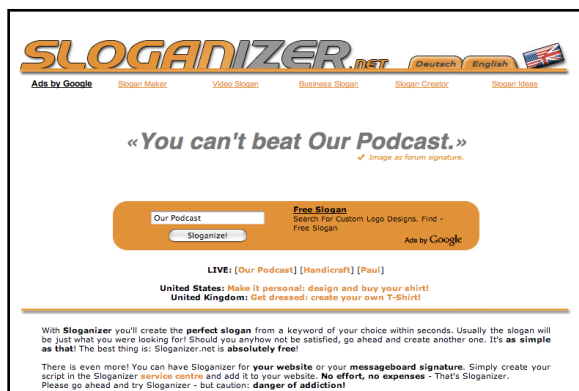 SLOGANIZER.NET
Deutsch English
Ads by Google Slogan Maker Video Slogan Business Slogan Slogan Creator Slogan Ideas
«You can't beat Our Podcast.»
Image as forum signature.
Our Podcast
Sloganize!
Free Slogan
Search For Custom Logo Designs. Find -
Free Slogan
Ads by Google
LIVE: [Our Podcast] [Handicraft] [Paul]
United States: Make it personal: design and buy your shirt!
United Kingdom: Get dressed: create your own T-Shirt!
With Sloganizer you'll create the perfect slogan from a keyword of your choice within seconds. Usually the slogan will
be just what you were looking for! Should you anyhow not be satisfied, go ahead and create another one. It's as simple
as that! The best thing is: Sloganizer.net is absolutely free!
There is even more! You can have Sloganizer for your website or your messageboard signature. Simply create your
script in the Sloganizer service centre and add it to your website. No effort, no expenses - That's Sloganizer.
Please go ahead and try Sloganizer - but caution: danger of addiction!